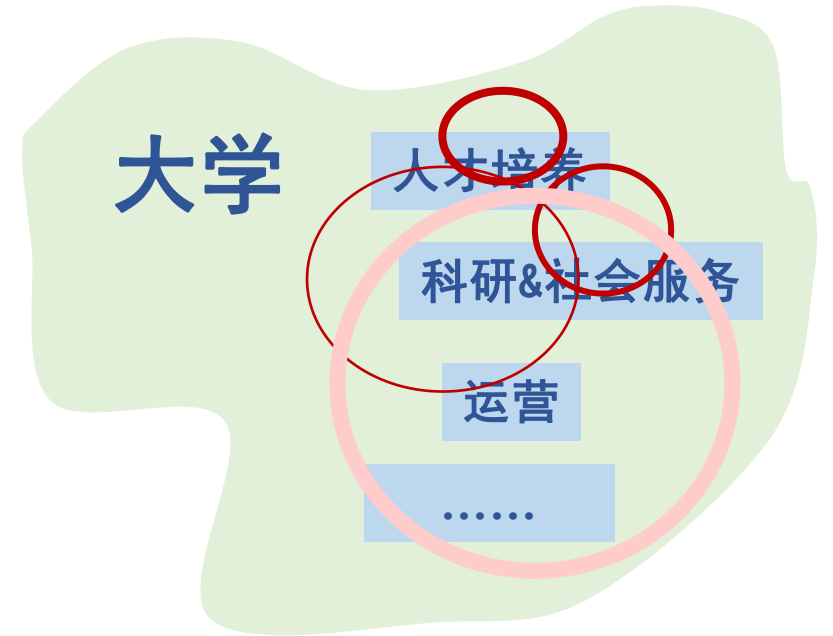 大学
人才培养
科研&社会服务
运营
......